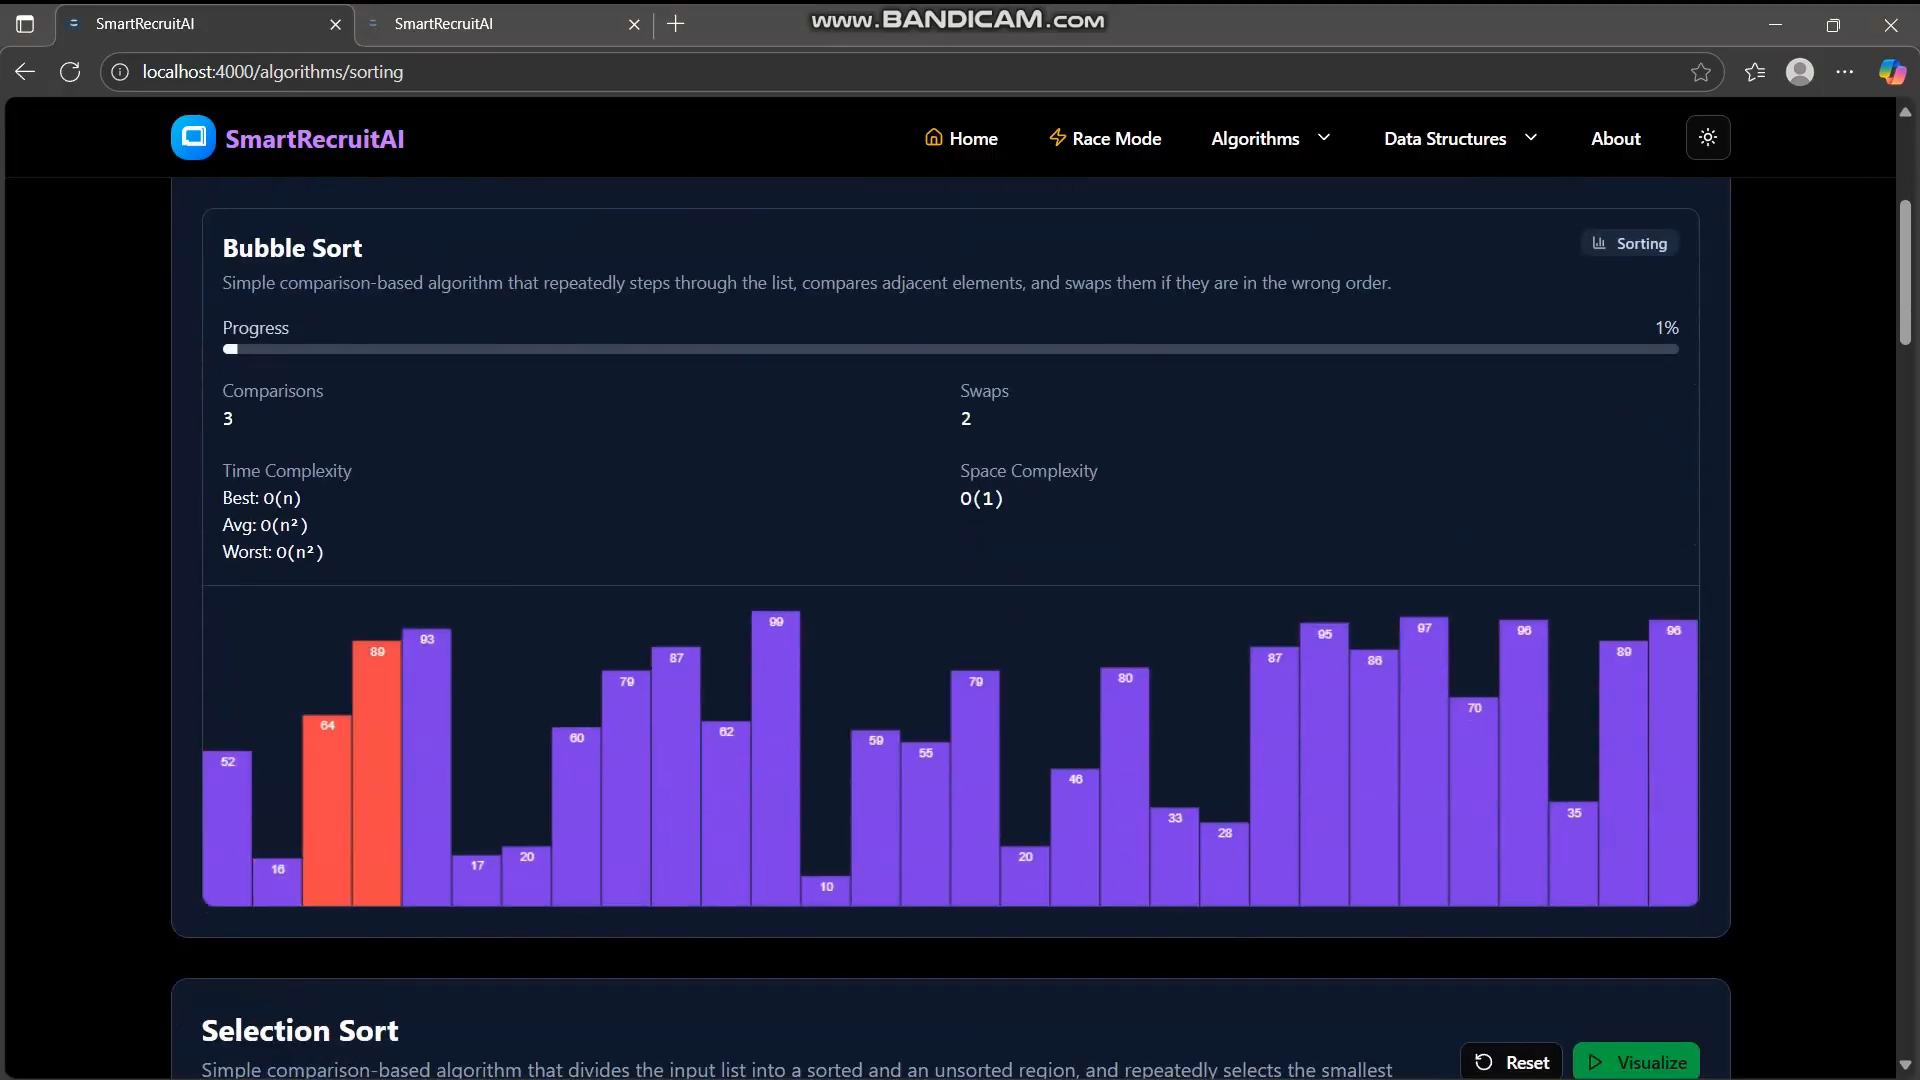 SmartRecruitAI
SmartRecruitAI
www.BANDICAM.com
localhost:4000/algorithms/sorting
SmartRecruitAI
Home
Race Mode
Algorithms
Data Structures
About
Bubble Sort
Sorting
Simple comparison-based algorithm that repeatedly steps through the list, compares adjacent elements, and swaps them if they are in the wrong order.
Progress
1%
Comparisons
Swaps
3
2
Time Complexity
Space Complexity
Best: O(n)
O(1)
Avg: O(n²)
Worst: O(n²)
52 16 64 89 93 17 20 60 79 87 62 99 10 59 55 79 20 46 80 33 28 87 95 86 97 70 96 35 89 96
Selection Sort
Simple comparison-based algorithm that divides the input list into a sorted and an unsorted region, and repeatedly selects the smallest
Reset
Visualize